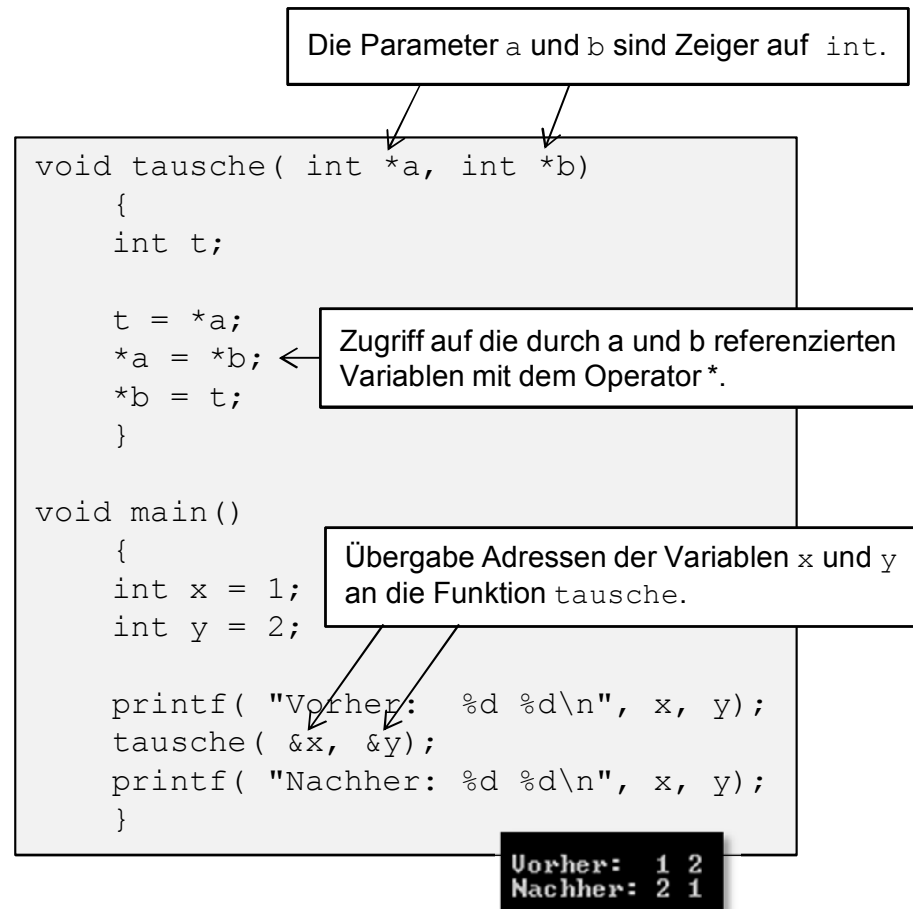 Die Parameter a und b sind Zeiger auf int.
void tausche( int *a, int *b)
{
int t;
t = *a;
*a = *b;
*b = t;
}
Zugriff auf die durch a und b referenzierten
Variablen mit dem Operator *.
void main()
{
int x = 1;
int y = 2;
Übergabe Adressen der Variablen x und y
an die Funktion tausche.
printf( "Vorher:  %d %d\n", x, y);
tausche( &x, &y);
printf( "Nachher: %d %d\n", x, y);
}
Vorher:  1 2
Nachher: 2 1